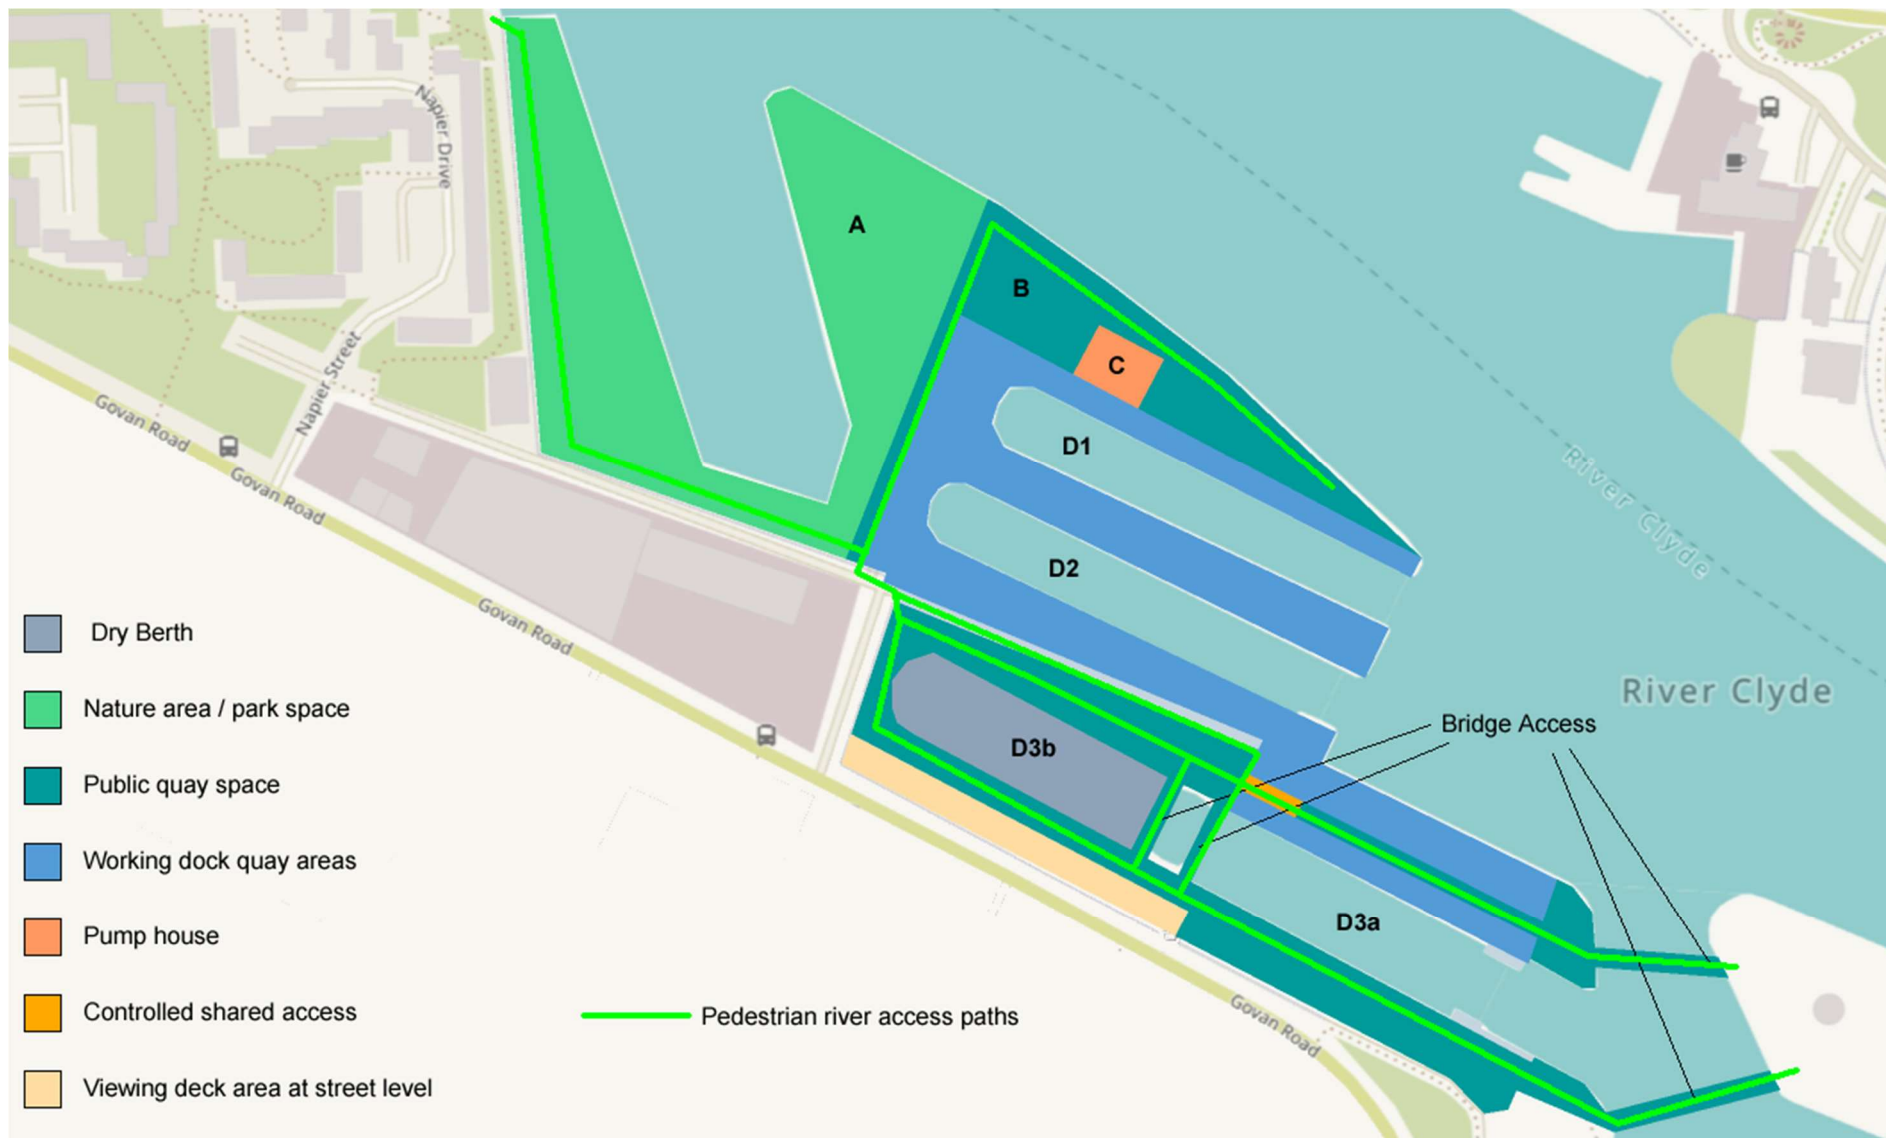 Napier Drive
Napier Street
Govan Road
Govan Road
Govan Road
Govan Road
A
B
C
D1
D2
D3b
D3a
River Clyde
River Clyde
Bridge Access
Dry Berth
Nature area / park space
Public quay space
Working dock quay areas
Pump house
Controlled shared access
Viewing deck area at street level
Pedestrian river access paths